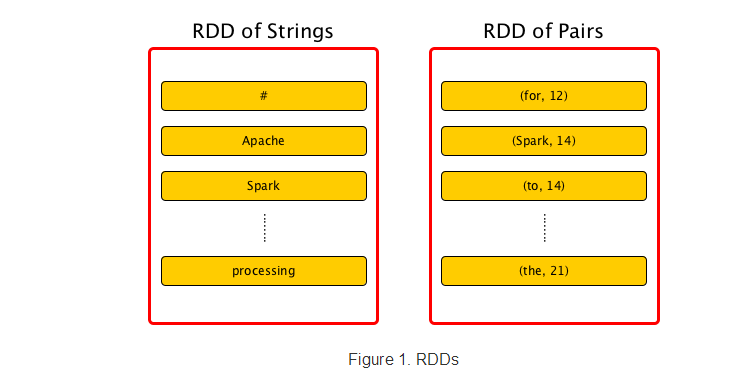 RDD of Strings
#
Apache
Spark
processing
RDD of Pairs
(for, 12)
(Spark, 14)
(to, 14)
(the, 21)
Figure 1. RDDs